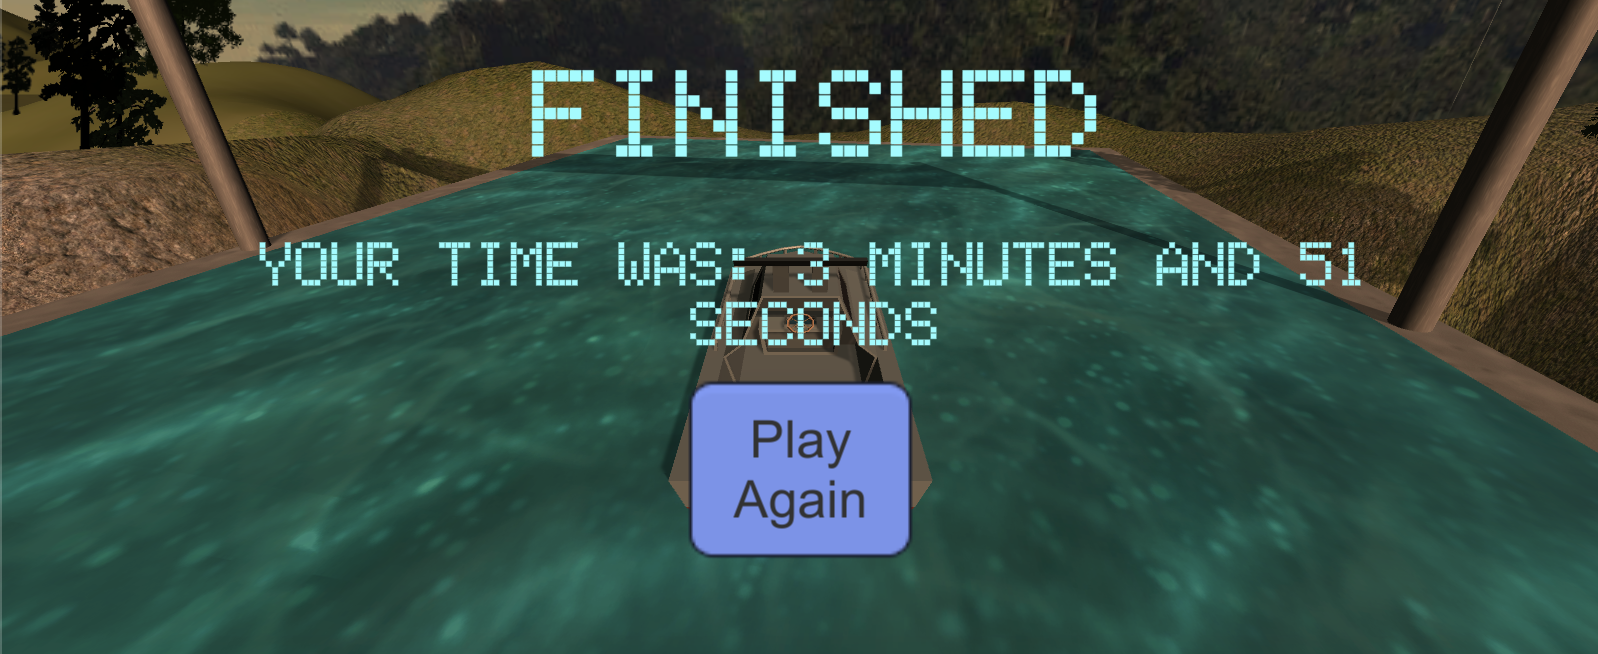 FINISHED
YOUR TIME WAS: 3 MINUTES AND 51
SECONDS
Play
Again